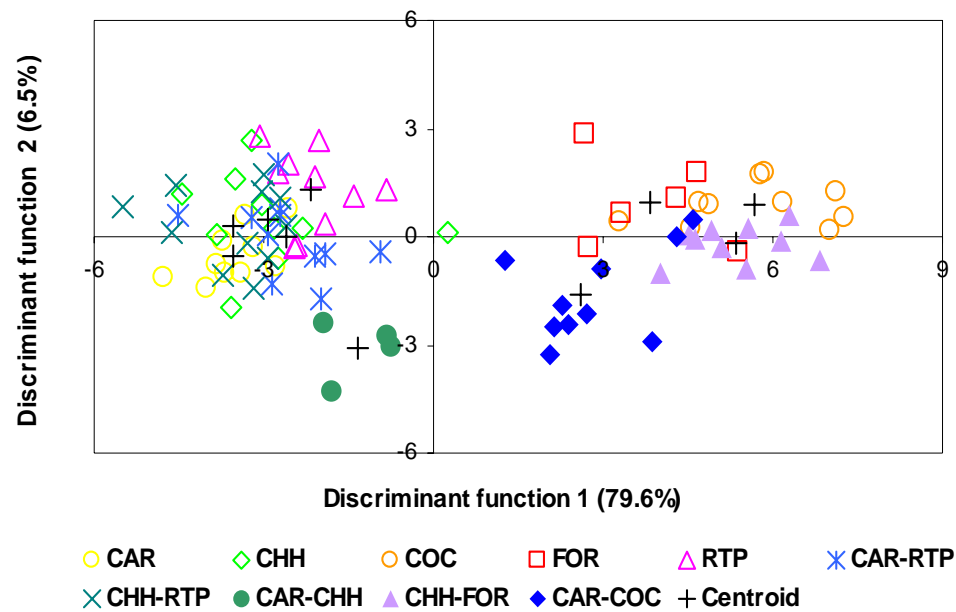 6
3
0
-3
-6
-6
-3
0
3
6
9
Discriminant function 2 (6.5%)
Discriminant function 1 (79.6%)
CAR CHH COC FOR RTP CAR-RTP
CHH-RTP CAR-CHH CHH-FOR CAR-COC Centroid